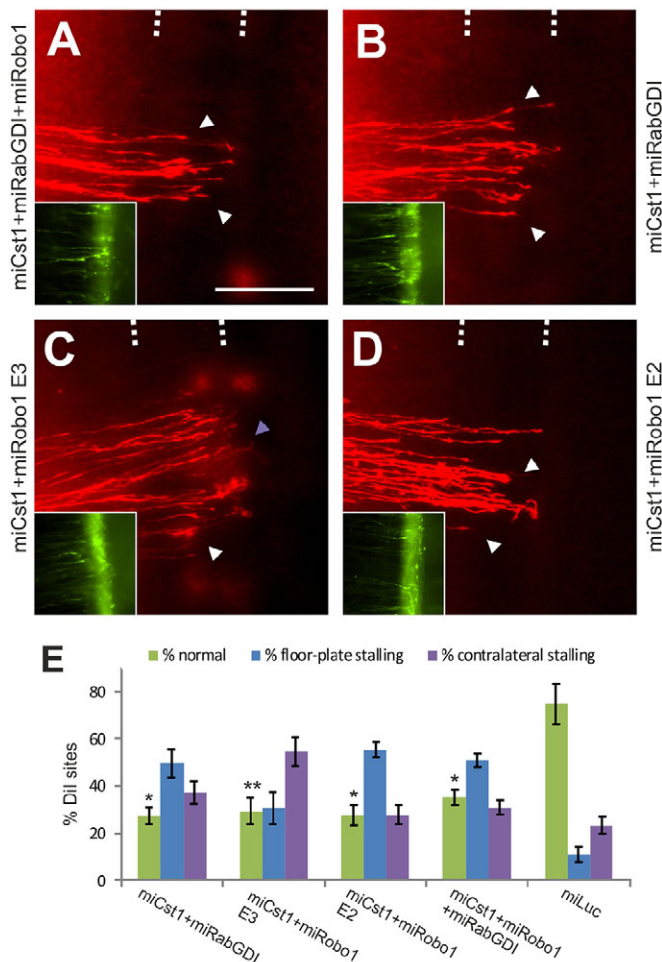 A
miCst1+miRabGDI+miRobo1
B
miCst1+miRabGDI
C
miCst1+miRobo1 E3
D
miCst1+miRobo1 E2
E
% normal
% floor-plate stalling
% contralateral stalling
% DiI sites
80
60
40
20
0
*
**
*
*
miCst1+miRabGDI
miCst1+miRobo1
E3
miCst1+miRobo1
E2
miCst1+miRobo1
+miRabGDI
miLuc